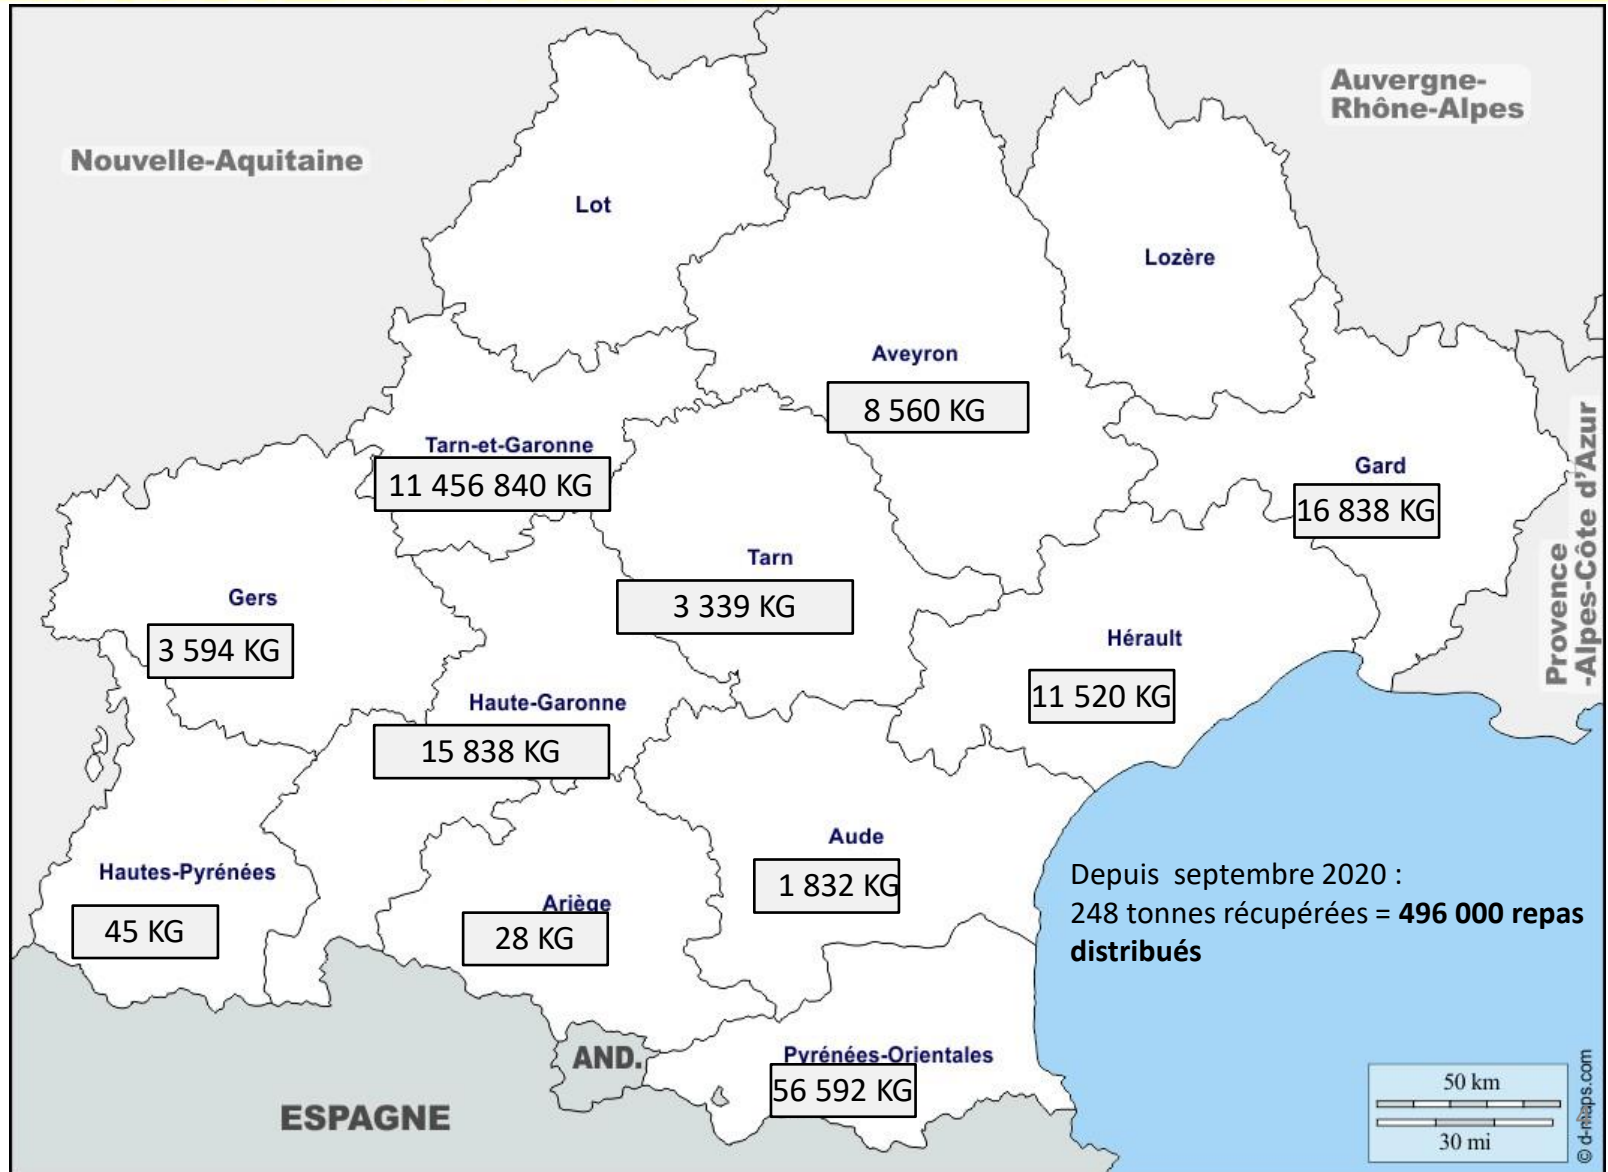 Auvergne-
Rhône-Alpes
Nouvelle-Aquitaine
Lot
Lozère
Aveyron
8 560 KG
Tarn-et-Garonne
11 456 840 KG
Gard
16 838 KG
Provence
-Alpes-Côte d'Azur
Tarn
3 339 KG
Gers
3 594 KG
Hérault
11 520 KG
Haute-Garonne
15 838 KG
Aude
1 832 KG
Hautes-Pyrénées
45 KG
Ariège
28 KG
Depuis septembre 2020 :
248 tonnes récupérées = 496 000 repas
distribués
AND.
Pyrénées-Orientales
56 592 KG
ESPAGNE
50 km
30 mi
© d-maps.com